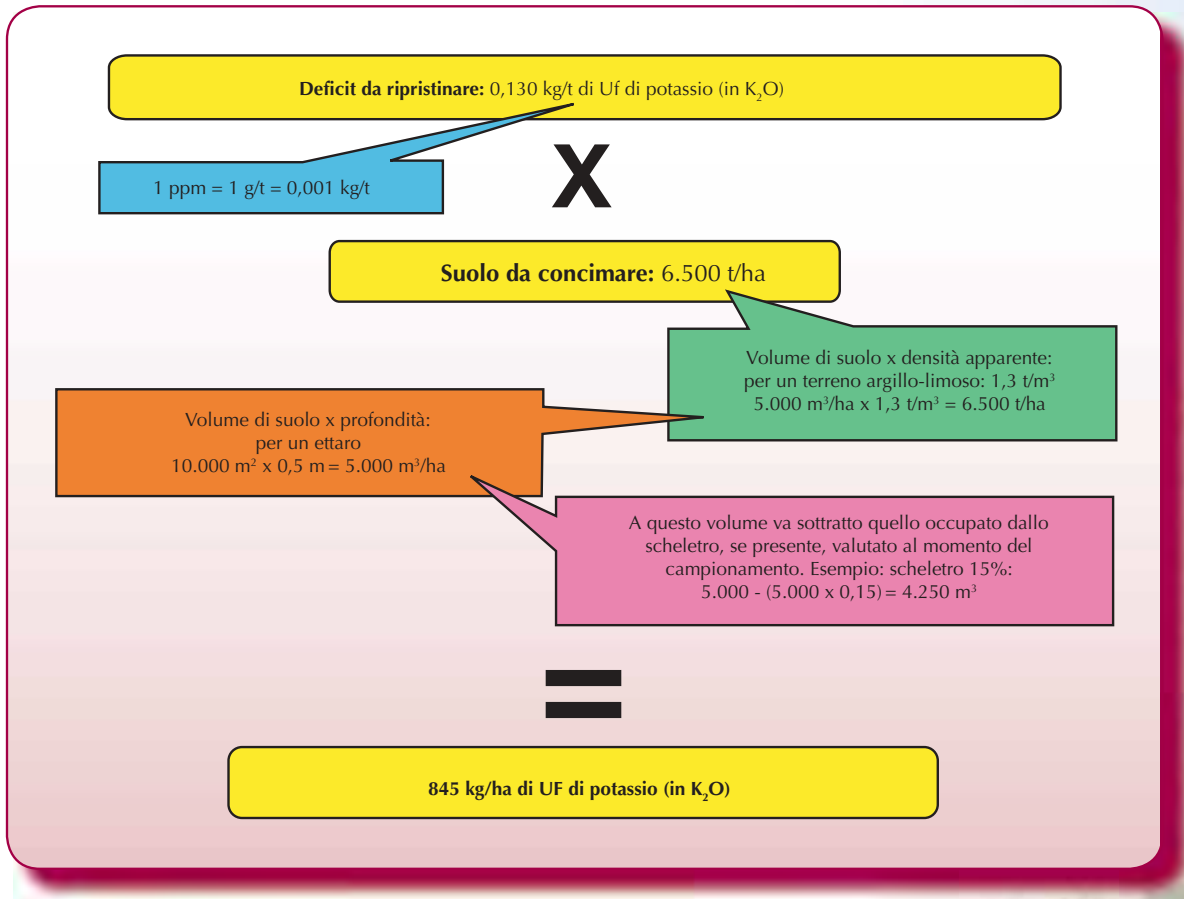 Deficit da ripristinare: 0,130 kg/t di Uf di potassio (in K₂O)
X
1 ppm = 1 g/t = 0,001 kg/t
Suolo da concimare: 6.500 t/ha
Volume di suolo x densità apparente:
per un terreno argillo-limoso: 1,3 t/m³
5.000 m³/ha x 1,3 t/m³ = 6.500 t/ha
Volume di suolo x profondità:
per un ettaro
10.000 m² x 0,5 m = 5.000 m³/ha
A questo volume va sottratto quello occupato dallo
scheletro, se presente, valutato al momento del
campionamento. Esempio: scheletro 15%:
5.000 - (5.000 x 0,15) = 4.250 m³
=
845 kg/ha di UF di potassio (in K₂O)